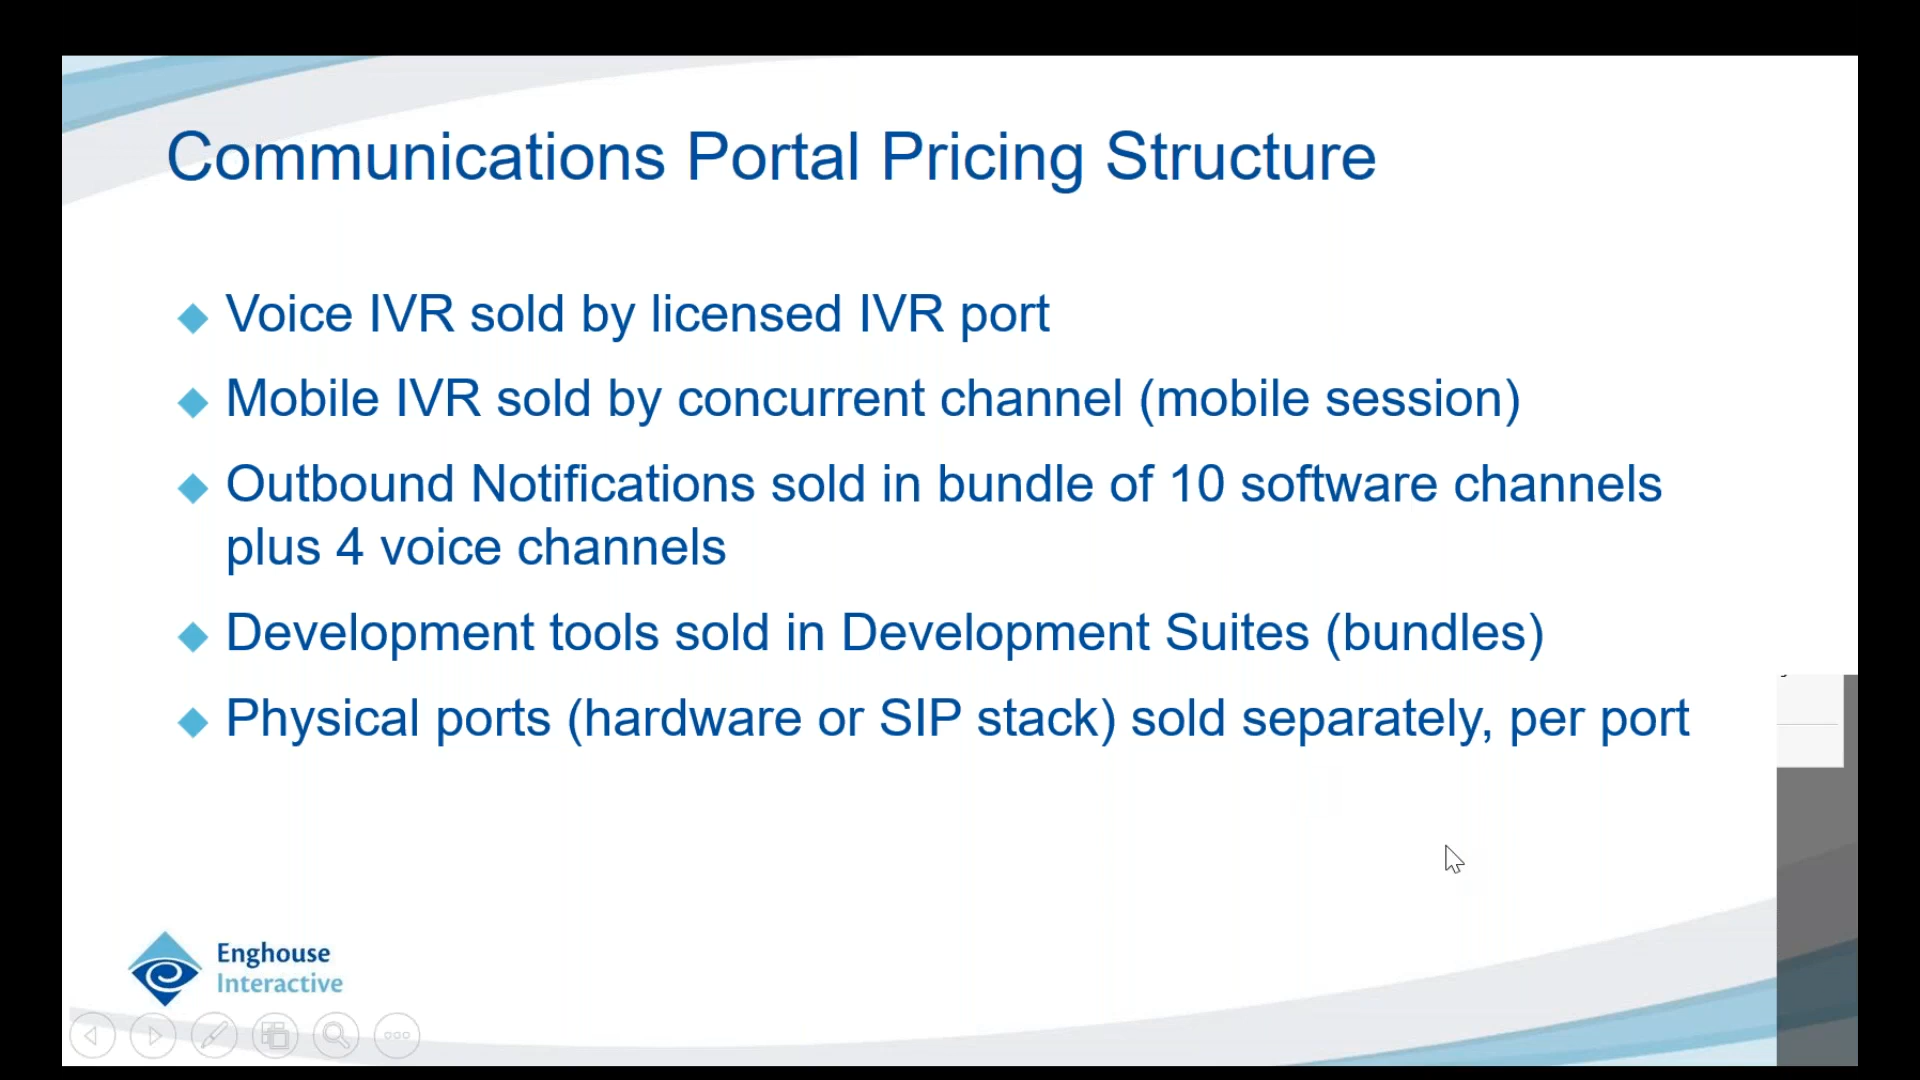 Communications Portal Pricing Structure
Voice IVR sold by licensed IVR port
Mobile IVR sold by concurrent channel (mobile session)
Outbound Notifications sold in bundle of 10 software channels
plus 4 voice channels
Development tools sold in Development Suites (bundles)
Physical ports (hardware or SIP stack) sold separately, per port
Enghouse
Interactive